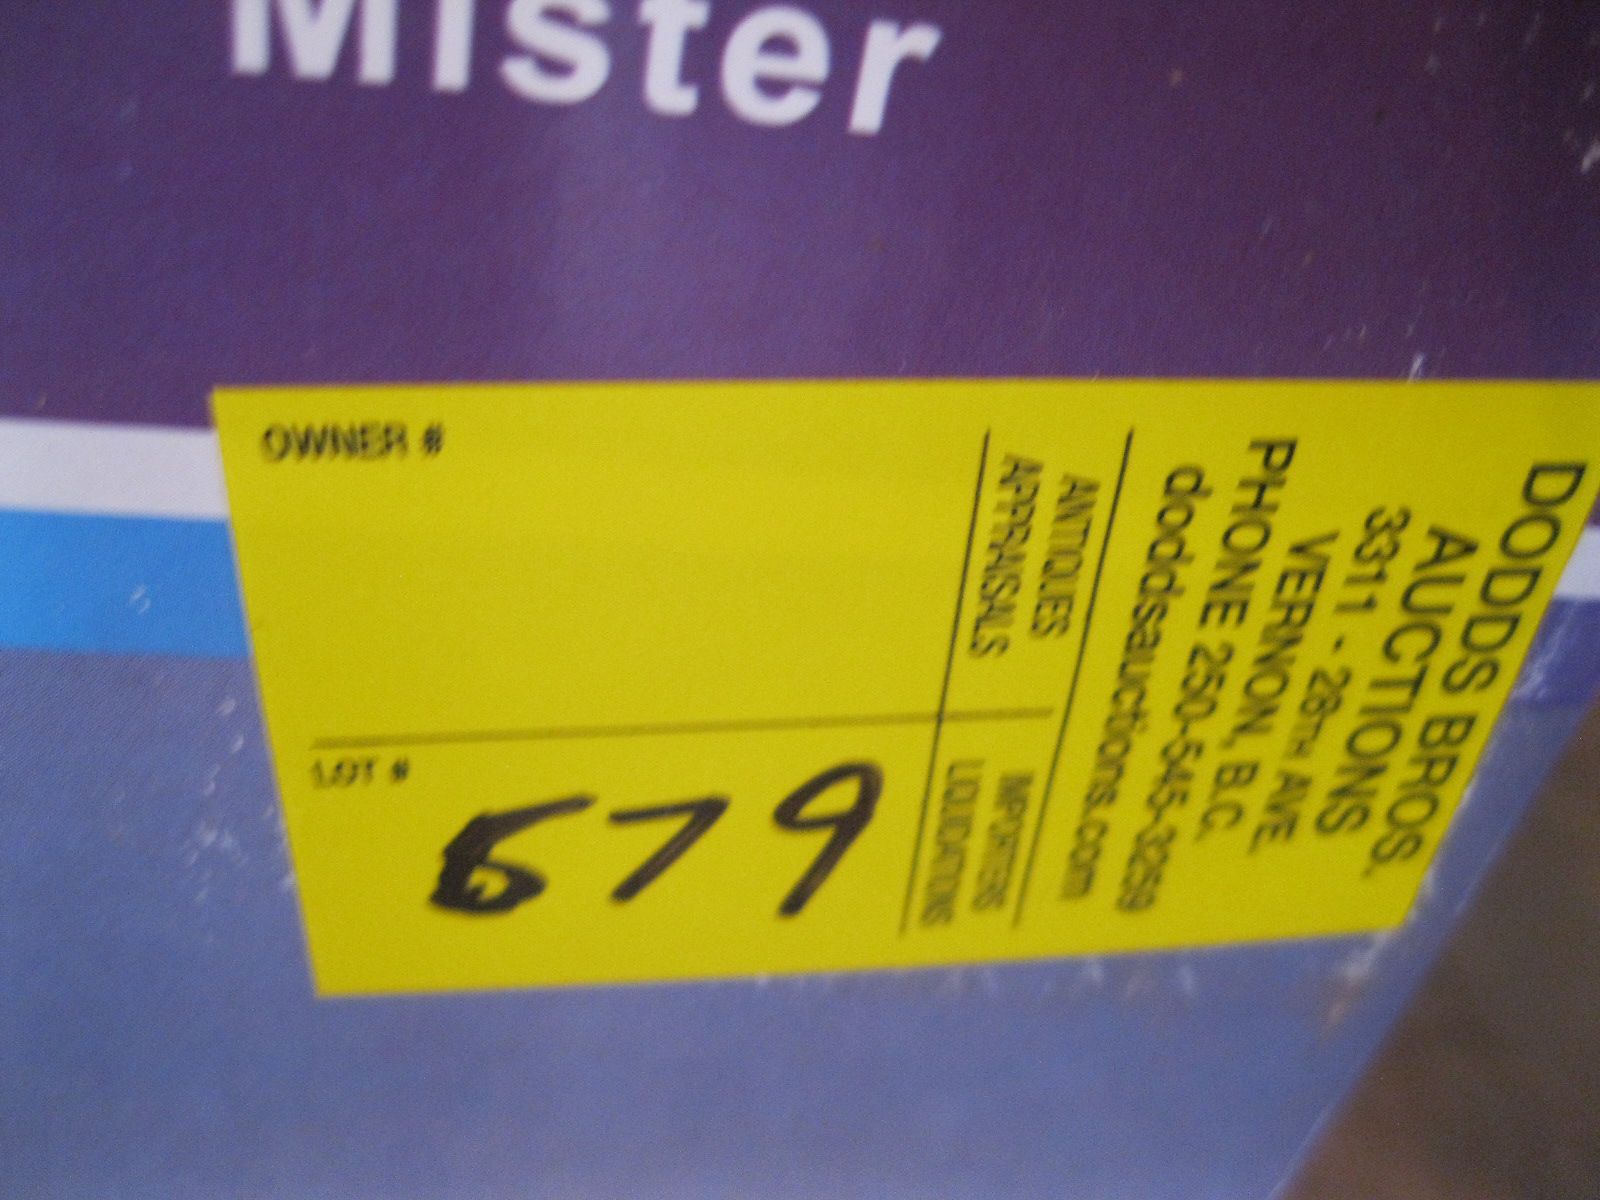 Mister
OWNER #
LOT #
679
ANTIQUES
APPRAISALS
IMPORTERS
LIQUIDATIONS
DODDS BROS.
AUCTIONS
3311 - 28TH AVE.
VERNON, B.C.
PHONE 250-545-3259
doddsauctions.com